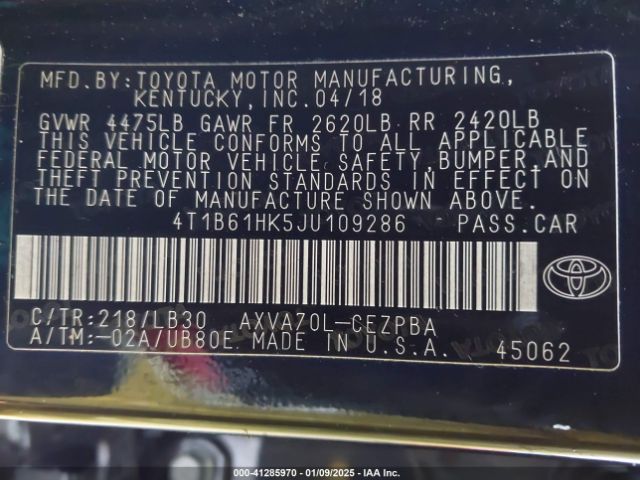 MFD.BY:TOYOTA MOTOR MANUFACTURING,
KENTUCKY,INC.04/18
GVWR 4475LB GAWR FR 2620LB RR 2420LB
THIS VEHICLE CONFORMS TO ALL APPLICABLE
FEDERAL MOTOR VEHICLE SAFETY,BUMPER,AND
THEFT PREVENTION STANDARDS IN EFFECT ON
THE DATE OF MANUFACTURE SHOWN ABOVE.
4T1B61HK5JU109286 PASS.CAR
C/TR:218/LB30 AXVA70L-CEZPBA
A/TM:-02A/UB80E. MADE IN U.S.A. 45062
000-41285970 | 01/09/2025 | IAA Inc.